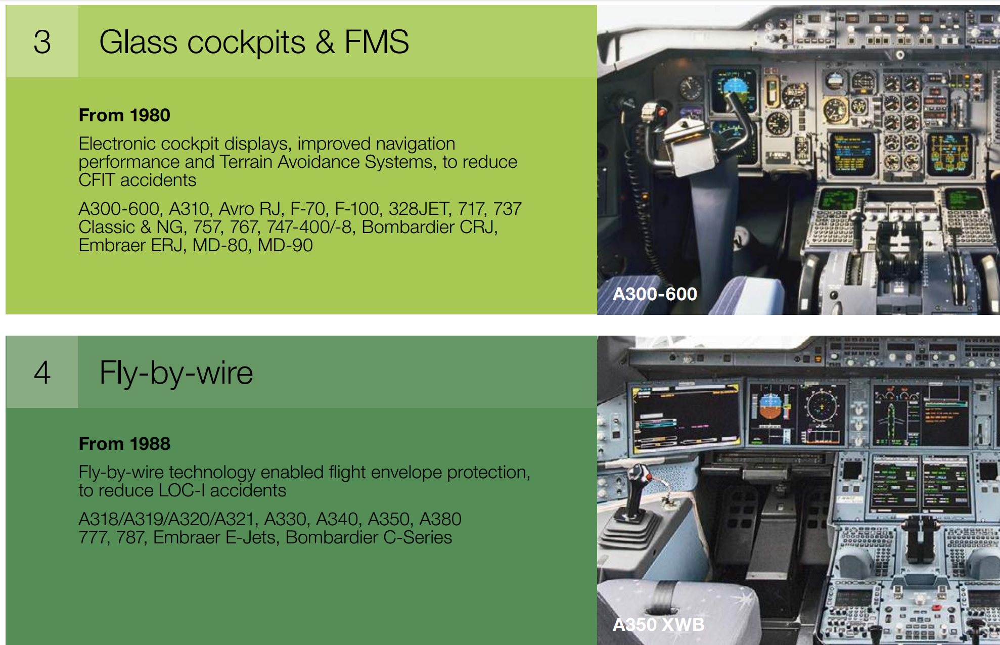 3
Glass cockpits & FMS
From 1980
Electronic cockpit displays, improved navigation
performance and Terrain Avoidance Systems, to reduce
CFIT accidents
A300-600, A310, Avro RJ, F-70, F-100, 328JET, 717, 737
Classic & NG, 757, 767, 747-400/-8, Bombardier CRJ,
Embraer ERJ, MD-80, MD-90
A300-600
4
Fly-by-wire
From 1988
Fly-by-wire technology enabled flight envelope protection,
to reduce LOC-I accidents
A318/A319/A320/A321, A330, A340, A350, A380
777, 787, Embraer E-Jets, Bombardier C-Series
A350 XWB